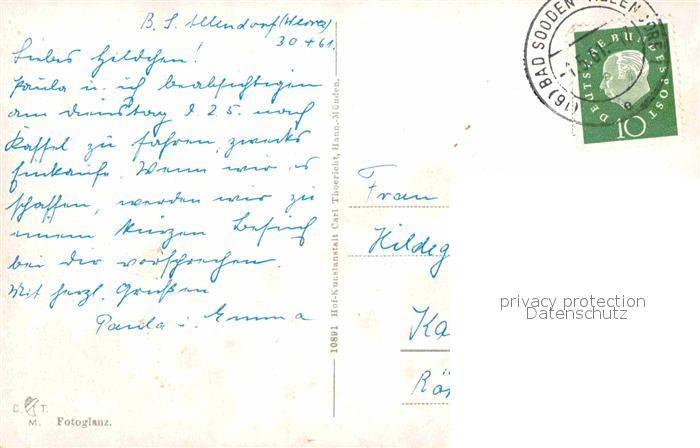 B. S. Allendorf (Werra)
30 4 61.
Liebes Hildchen!
Paula u. ich beabsichtigen
am Dienstag d. 2.5. nach
Kassel zu fahren, zwecks
Einkäufe. Wenn wir es
schaffen, werden wir zu
einem kurzen Besuch
bei dir vorsprechen.
Mit herzl. Grüßen
Paula u. Emma
10891 Hof-Kunstanstalt Carl Thoericht, Hann.-Münden.
C. T.
M. Fotoglanz.
(16) BAD SOODEN-ALLENDORF
DEUTSCHE BUNDESPOST
10
Frau
Hildeg
Ka
privacy protection
Datenschutz